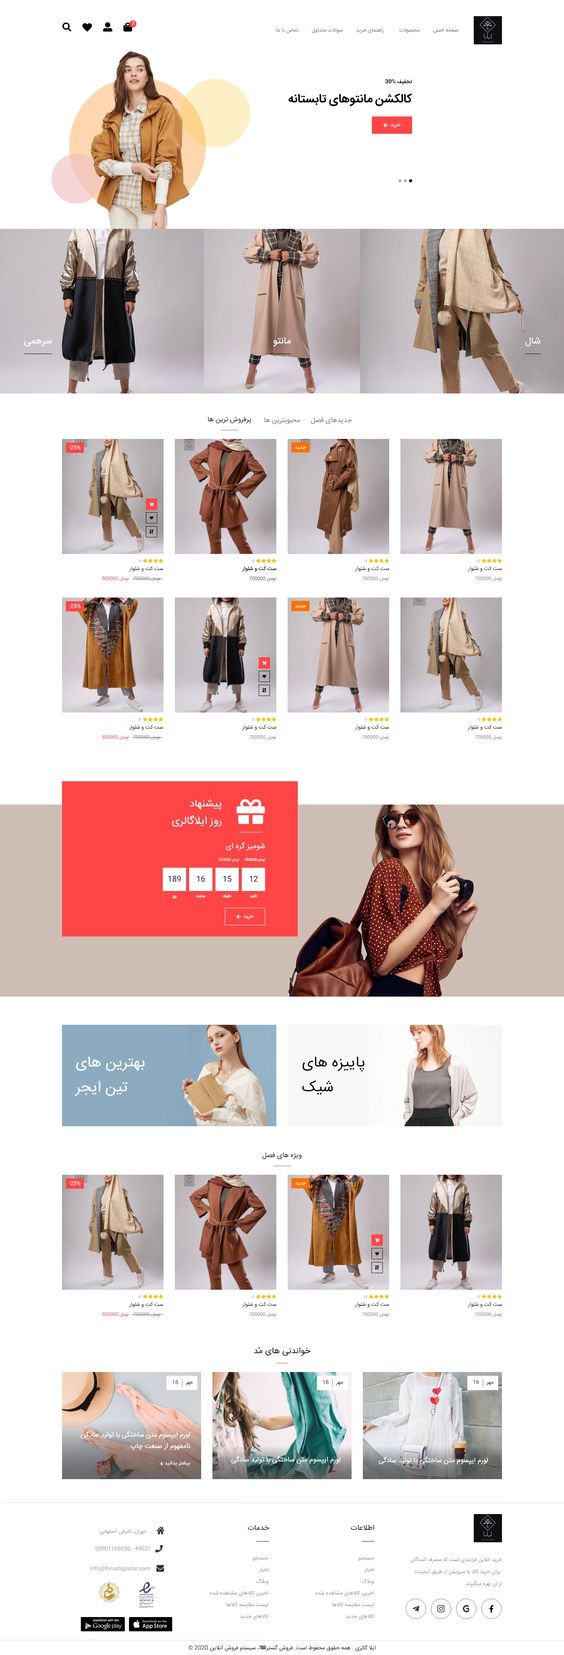 صفحه اصلی
محصولات
راهنمای خرید
سوالات متداول
تماس با ما
تخفیف 30%
کالکشن مانتوهای تابستانه
خرید
شال
مانتو
سرهمی
جدیدهای فصل
محبوبترین ها
پرفروش ترین ها
جدید
-25%
ست کت و شلوار
ست کت و شلوار
ست کت و شلوار
ست کت و شلوار
تومان 700000
تومان 700000
تومان 700000
تومان 700000 تومان 500000
جدید
-25%
ست کت و شلوار
ست کت و شلوار
ست کت و شلوار
ست کت و شلوار
تومان 700000
تومان 700000
تومان 700000
تومان 700000 تومان 500000
پیشنهاد
روز ایلاگالری
شومیز گره ای
189 16 15 12
روز ساعت دقیقه ثانیه
خرید
پاییزه های
شیک
بهترین های
تین ایجر
ویژه های فصل
جدید
-25%
ست کت و شلوار
ست کت و شلوار
ست کت و شلوار
ست کت و شلوار
تومان 700000
تومان 700000
تومان 700000
تومان 700000 تومان 500000
خواندنی های مُد
16 | مهر
لورم ایپسوم متن ساختگی با تولید سادگی
16 | مهر
لورم ایپسوم متن ساختگی با تولید سادگی
16 | مهر
لورم ایپسوم متن ساختگی با تولید سادگی
نامفهوم از صنعت چاپ
بیشتر بدانید
خرید آنلاین فرایندی است که مصرف کنندگان
برای خرید کالا یا سرویس از طریق اینترنت
از آن بهره میگیرند
اطلاعات
جستجو
اخبار
وبلاگ
آخرین کالاهای مشاهده شده
لیست مقایسه کالاها
کالاهای جدید
خدمات
جستجو
اخبار
وبلاگ
آخرین کالاهای مشاهده شده
لیست مقایسه کالاها
کالاهای جدید
تهران، اشرفی اصفهانی ....
09901166030 - 49021
info@foroshgostar.com
ANDROID APP ON
Google play
Download on the
App Store
ایلا گالری . همه حقوق محفوظ است. فروش گستر، سیستم فروش آنلاین 2020 ©